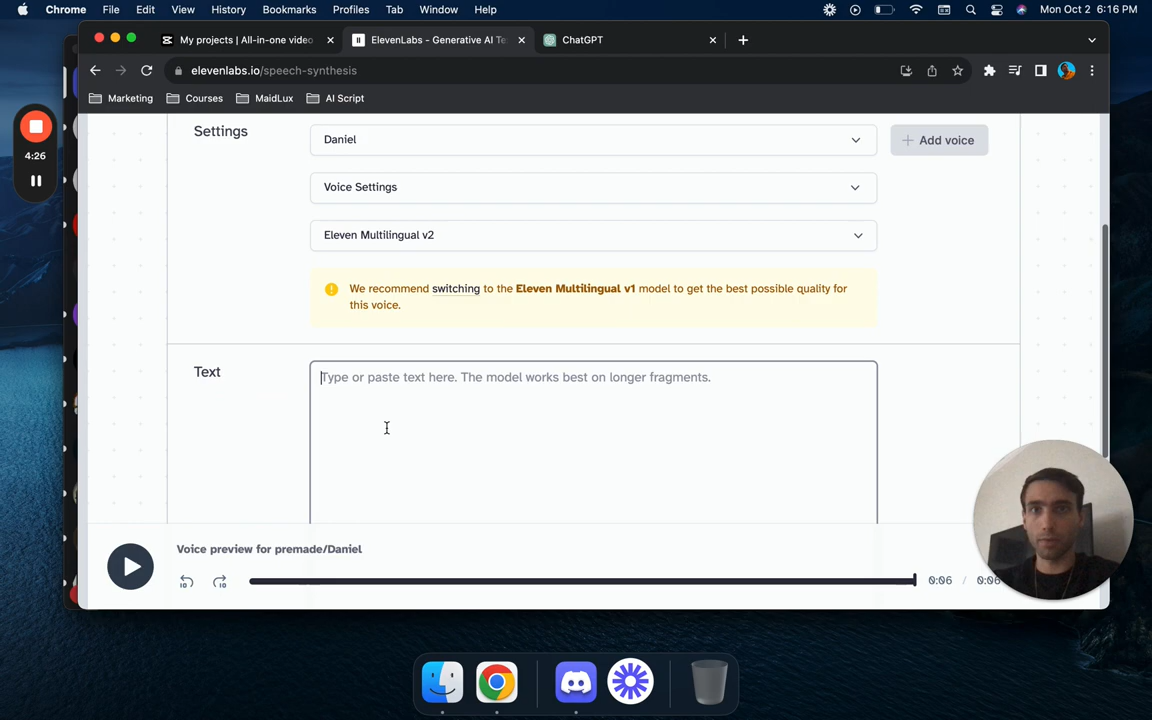 Chrome File Edit View History Bookmarks Profiles Tab Window Help Mon Oct 2 6:16 PM
My projects | All-in-one video
ElevenLabs - Generative AI Te
ChatGPT
elevenlabs.io/speech-synthesis
Marketing Courses MaidLux AI Script
4:26
Settings
Daniel
Add voice
Voice Settings
Eleven Multilingual v2
We recommend switching to the Eleven Multilingual v1 model to get the best possible quality for
this voice.
Text
Type or paste text here. The model works best on longer fragments.
Voice preview for premade/Daniel
10 10 0:06 / 0:06